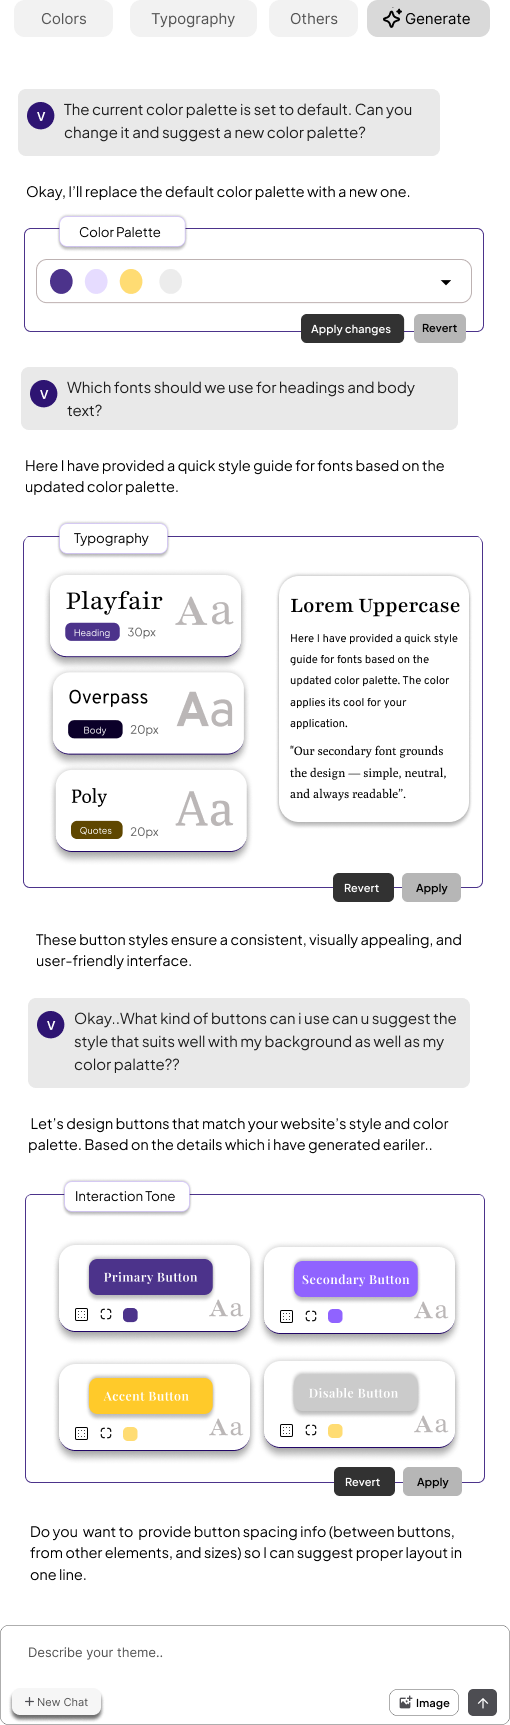 Colors
Typography
Others
Generate
V
The current color palette is set to default. Can you
change it and suggest a new color palette?
Okay, I'll replace the default color palette with a new one.
Color Palette
Apply changes
Revert
V
Which fonts should we use for headings and body
text?
Here I have provided a quick style guide for fonts based on the
updated color palette.
Typography
Playfair
Heading
30px
Aa
Overpass
Body
20px
Aa
Poly
Quotes
20px
Aa
Lorem Uppercase
Here I have provided a quick style
guide for fonts based on the
updated color palette. The color
applies its cool for your
application.
"Our secondary font grounds
the design — simple, neutral,
and always readable".
Revert
Apply
These button styles ensure a consistent, visually appealing, and
user-friendly interface.
V
Okay..What kind of buttons can i use can u suggest the
style that suits well with my background as well as my
color palatte??
Let's design buttons that match your website's style and color
palette. Based on the details which i have generated eariler..
Interaction Tone
Primary Button
Aa
Secondary Button
Aa
Accent Button
Aa
Disable Button
Aa
Revert
Apply
Do you want to provide button spacing info (between buttons,
from other elements, and sizes) so I can suggest proper layout in
one line.
Describe your theme..
+ New Chat
Image